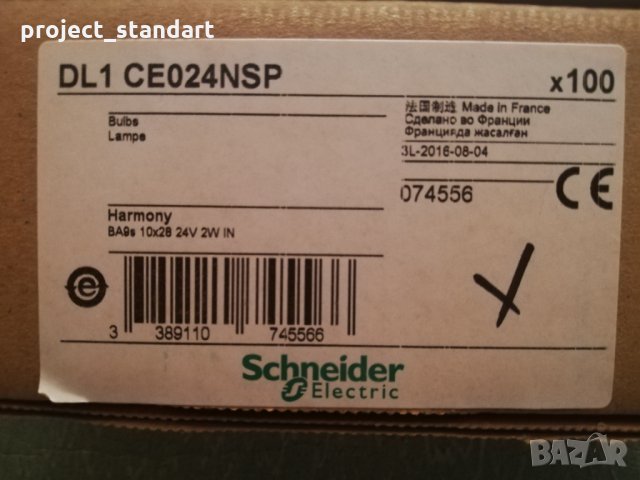 project_standart
DL1 CE024NSP
x100
Bulbs
Lampe
法国制造 Made in France
Сделано во Франции
Францияда жасалған
3L-2016-08-04
074556
CE
Harmony
BA9s 10x28 24V 2W IN
3 389110 745566
Schneider
Electric
BAZAR